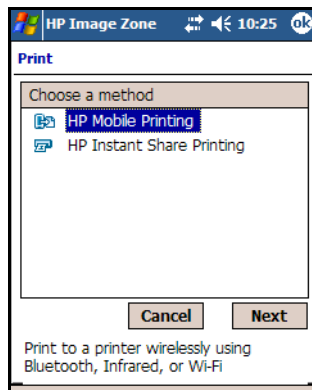 HP Image Zone 10:25 ok
Print
Choose a method
HP Mobile Printing
HP Instant Share Printing
Cancel Next
Print to a printer wirelessly using
Bluetooth, Infrared, or Wi-Fi